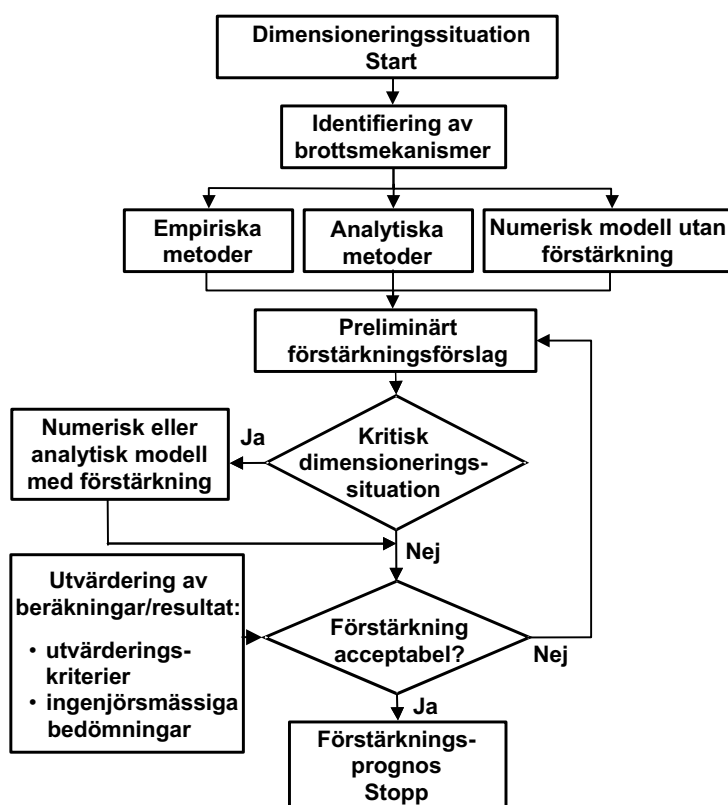 Dimensioneringssituation
Start
Identifiering av
brottsmekanismer
Empiriska
metoder
Analytiska
metoder
Numerisk modell utan
förstärkning
Preliminärt
förstärkningsförslag
Numerisk eller
analytisk modell
med förstärkning
Ja
Kritisk
dimensionerings-
situation
Nej
Utvärdering av
beräkningar/resultat:
• utvärderings-
kriterier
• ingenjörsmässiga
bedömningar
Förstärkning
acceptabel?
Nej
Ja
Förstärknings-
prognos
Stopp